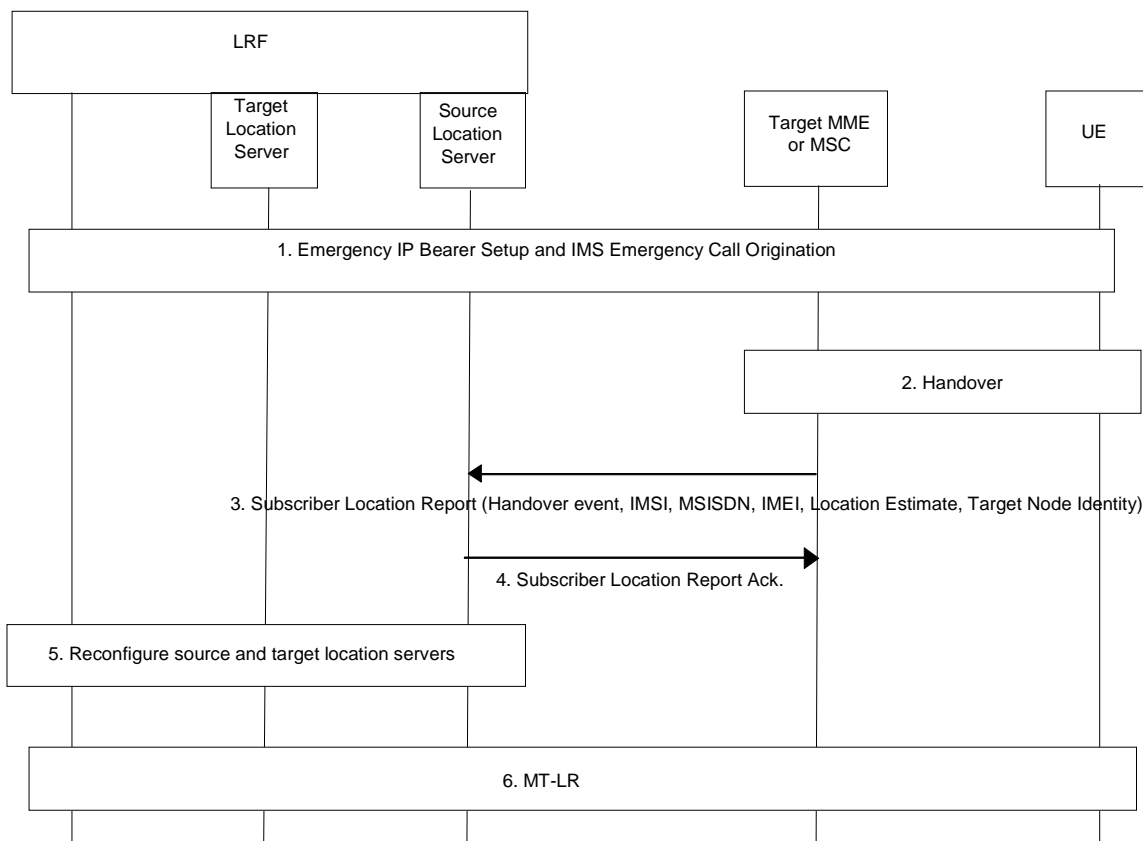 LRF
Target
Location
Server
Source
Location
Server
Target MME
or MSC
UE
1. Emergency IP Bearer Setup and IMS Emergency Call Origination
2. Handover
3. Subscriber Location Report (Handover event, IMSI, MSISDN, IMEI, Location Estimate, Target Node Identity)
4. Subscriber Location Report Ack.
5. Reconfigure source and target location servers
6. MT-LR